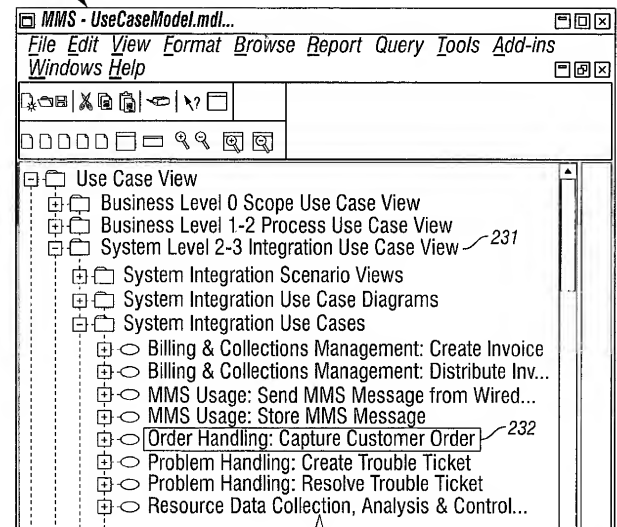 MMS - UseCaseModel.mdl...
File Edit View Format Browse Report Query Tools Add-ins
Windows Help
Use Case View
Business Level 0 Scope Use Case View
Business Level 1-2 Process Use Case View
System Level 2-3 Integration Use Case View 231
System Integration Scenario Views
System Integration Use Case Diagrams
System Integration Use Cases
Billing & Collections Management: Create Invoice
Billing & Collections Management: Distribute Inv...
MMS Usage: Send MMS Message from Wired...
MMS Usage: Store MMS Message
Order Handling: Capture Customer Order 232
Problem Handling: Create Trouble Ticket
Problem Handling: Resolve Trouble Ticket
Resource Data Collection, Analysis & Control...